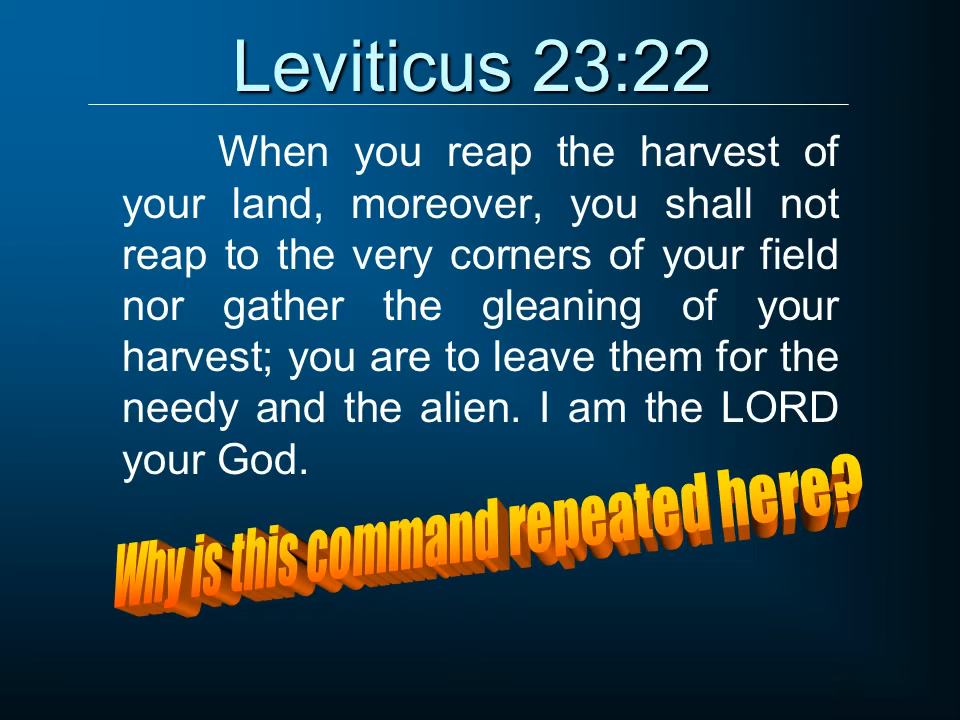 Leviticus 23:22
When you reap the harvest of
your land, moreover, you shall not
reap to the very corners of your field
nor gather the gleaning of your
harvest; you are to leave them for the
needy and the alien. I am the LORD
your God.
Why is this command repeated here?